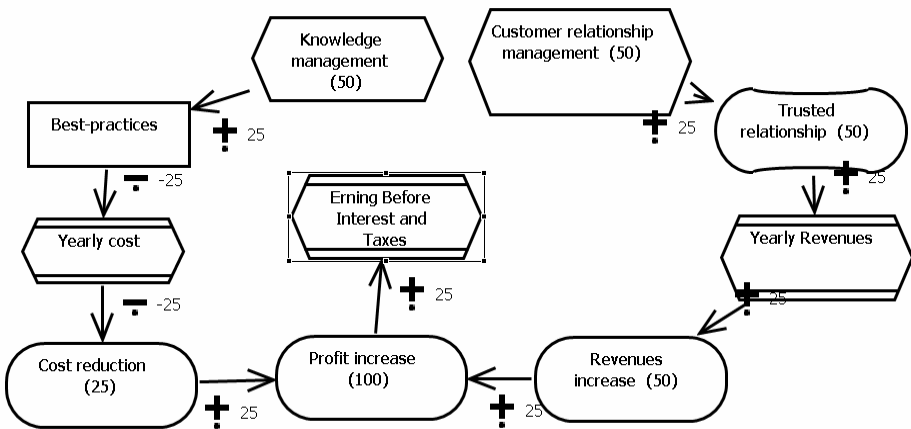 Knowledge
management
(50)
Customer relationship
management (50)
Best-practices
25
25
Trusted
relationship (50)
-25
25
Erning Before
Interest and
Taxes
Yearly cost
Yearly Revenues
-25
25
25
Cost reduction
(25)
Profit increase
(100)
Revenues
increase (50)
25
25